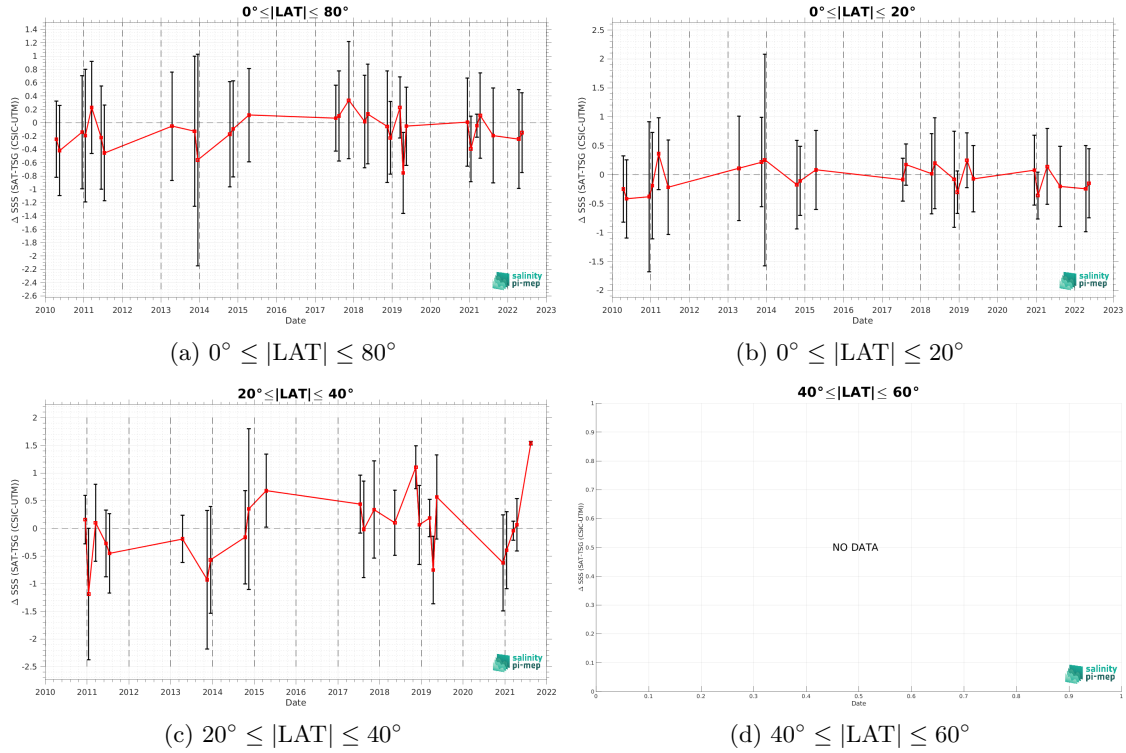 0°≤|LAT|≤ 80°
Δ SSS (SAT-TSG (CSIC-UTM))
1.4
1.2
1
0.8
0.6
0.4
0.2
0
-0.2
-0.4
-0.6
-0.8
-1
-1.2
-1.4
-1.6
-1.8
-2
-2.2
-2.4
-2.6
2010 2011 2012 2013 2014 2015 2016 2017 2018 2019 2020 2021 2022 2023
Date
salinity
pi-mep
(a) 0° ≤ |LAT| ≤ 80°
0°≤|LAT|≤ 20°
Δ SSS (SAT-TSG (CSIC-UTM))
2.5
2
1.5
1
0.5
0
-0.5
-1
-1.5
-2
2010 2011 2012 2013 2014 2015 2016 2017 2018 2019 2020 2021 2022 2023
Date
salinity
pi-mep
(b) 0° ≤ |LAT| ≤ 20°
20°≤|LAT|≤ 40°
Δ SSS (SAT-TSG (CSIC-UTM))
2
1.5
1
0.5
0
-0.5
-1
-1.5
-2
-2.5
2010 2011 2012 2013 2014 2015 2016 2017 2018 2019 2020 2021 2022
Date
salinity
pi-mep
(c) 20° ≤ |LAT| ≤ 40°
40°≤|LAT|≤ 60°
Δ SSS (SAT-TSG (CSIC-UTM))
1
0.9
0.8
0.7
0.6
0.5
0.4
0.3
0.2
0.1
0
NO DATA
0 0.1 0.2 0.3 0.4 0.5 0.6 0.7 0.8 0.9 1
Date
salinity
pi-mep
(d) 40° ≤ |LAT| ≤ 60°